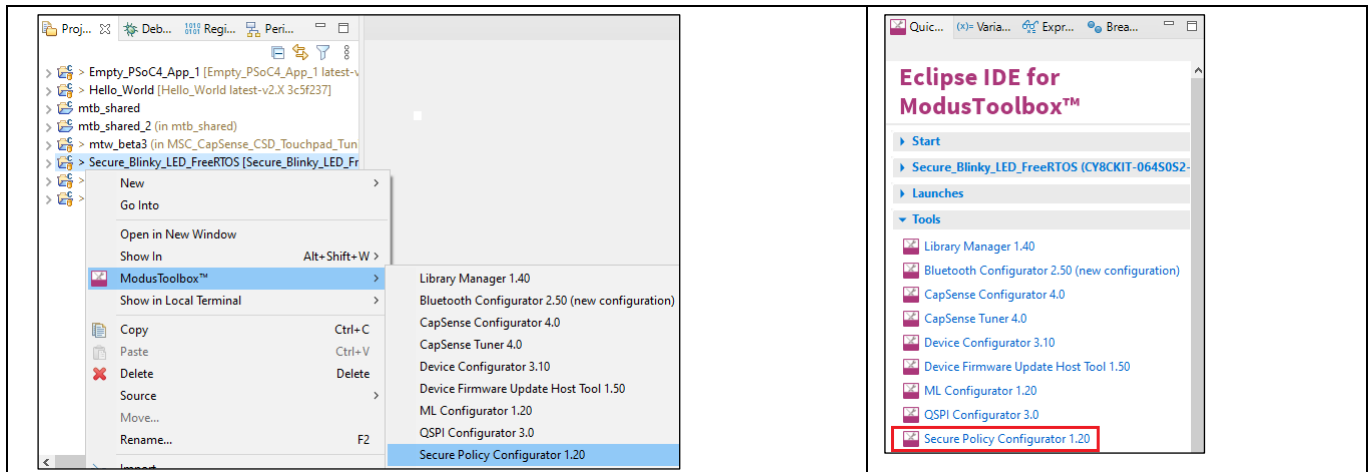 Proj... Deb... 1010 0101 Regi... Peri...
> Empty_PSoC4_App_1 [Empty_PSoC4_App_1 latest-v
> Hello_World [Hello_World latest-v2.X 3c5f237]
mtb_shared
mtb_shared_2 (in mtb_shared)
> mtw_beta3 (in MSC_CapSense_CSD_Touchpad_Tun
> Secure_Blinky_LED_FreeRTOS [Secure_Blinky_LED_Fr
>
>
New
Go Into
Open in New Window
Show In Alt+Shift+W >
ModusToolbox™
Show in Local Terminal
Copy Ctrl+C
Paste Ctrl+V
Delete Delete
Source
Move...
Rename... F2
Library Manager 1.40
Bluetooth Configurator 2.50 (new configuration)
CapSense Configurator 4.0
CapSense Tuner 4.0
Device Configurator 3.10
Device Firmware Update Host Tool 1.50
ML Configurator 1.20
QSPI Configurator 3.0
Secure Policy Configurator 1.20
Quic... (x)= Varia... Expr... Brea...
Eclipse IDE for
ModusToolbox™
Start
Secure_Blinky_LED_FreeRTOS (CY8CKIT-064S0S2-
Launches
Tools
Library Manager 1.40
Bluetooth Configurator 2.50 (new configuration)
CapSense Configurator 4.0
CapSense Tuner 4.0
Device Configurator 3.10
Device Firmware Update Host Tool 1.50
ML Configurator 1.20
QSPI Configurator 3.0
Secure Policy Configurator 1.20